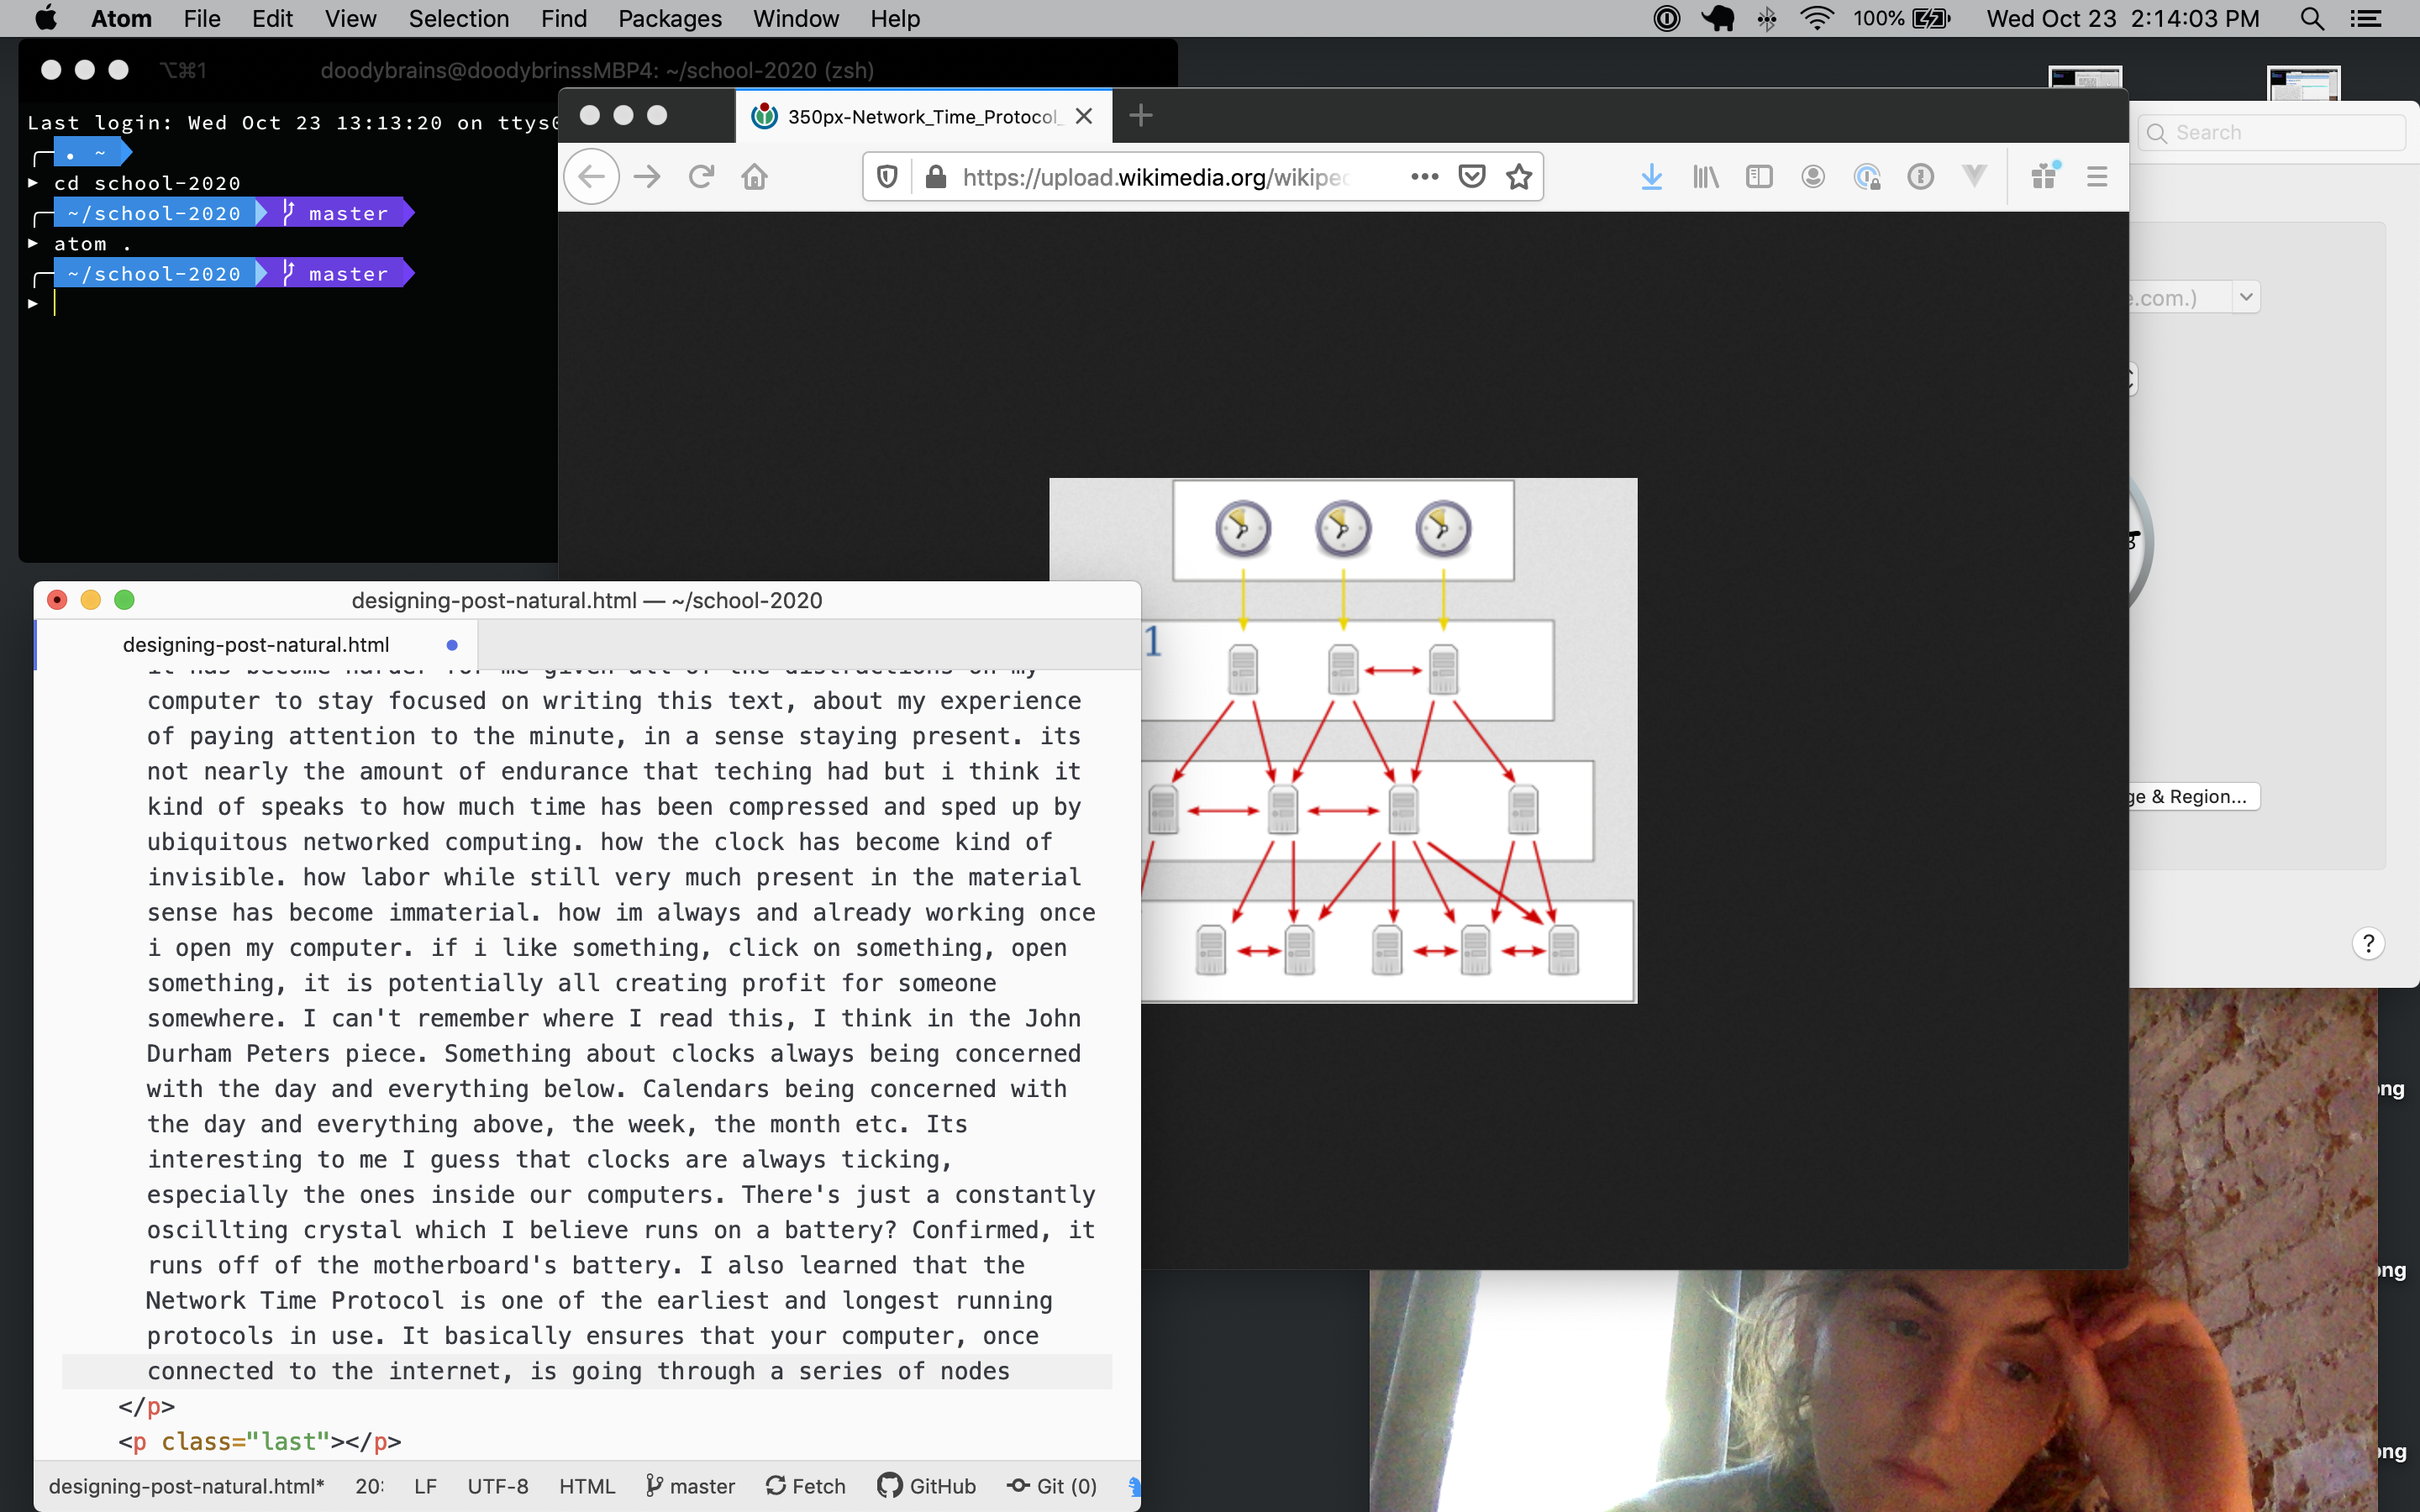 Atom File Edit View Selection Find Packages Window Help 100% Wed Oct 23 2:14:03 PM
⌥⌘1 doodybrains@doodybrinssMBP4: ~/school-2020 (zsh)
Last login: Wed Oct 23 13:13:20 on
~
cd school-2020
~/school-2020 master
atom .
~/school-2020 master
350px-Network_Time_Protocol_
https://upload.wikimedia.org/wikipe
Search
e.com.)
ge & Region...
?
1
designing-post-natural.html — ~/school-2020
designing-post-natural.html
it has become harder for me given all of the distractions on my
computer to stay focused on writing this text, about my experience
of paying attention to the minute, in a sense staying present. its
not nearly the amount of endurance that teching had but i think it
kind of speaks to how much time has been compressed and sped up by
ubiquitous networked computing. how the clock has become kind of
invisible. how labor while still very much present in the material
sense has become immaterial. how im always and already working once
i open my computer. if i like something, click on something, open
something, it is potentially all creating profit for someone
somewhere. I can't remember where I read this, I think in the John
Durham Peters piece. Something about clocks always being concerned
with the day and everything below. Calendars being concerned with
the day and everything above, the week, the month etc. Its
interesting to me I guess that clocks are always ticking,
especially the ones inside our computers. There's just a constantly
oscillting crystal which I believe runs on a battery? Confirmed, it
runs off of the motherboard's battery. I also learned that the
Network Time Protocol is one of the earliest and longest running
protocols in use. It basically ensures that your computer, once
connected to the internet, is going through a series of nodes
</p>
<p class="last"></p>
designing-post-natural.html* 20: LF UTF-8 HTML master Fetch GitHub Git (0)
ng
ng
ng